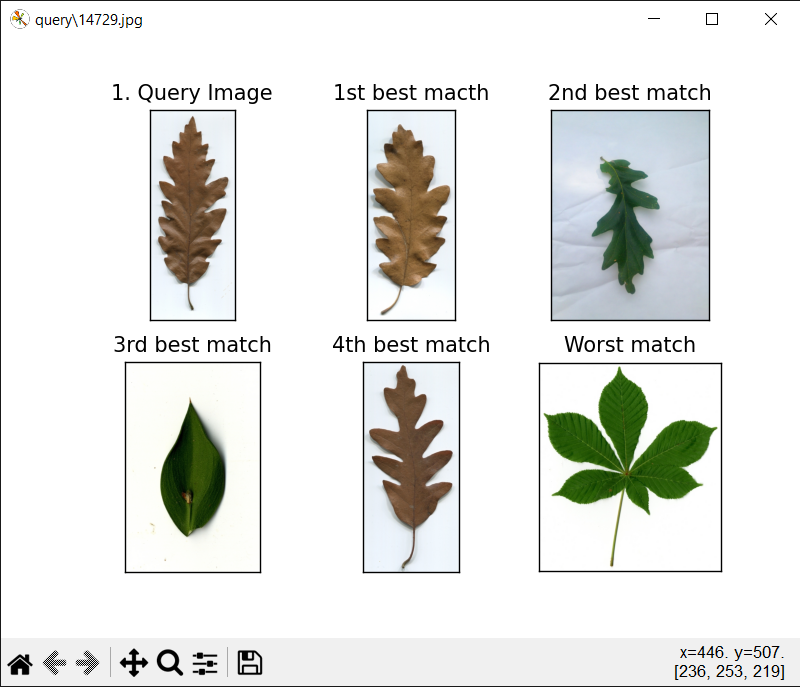 query\14729.jpg
1. Query Image
1st best macth
2nd best match
3rd best match
4th best match
Worst match
x=446. y=507.
[236, 253, 219]